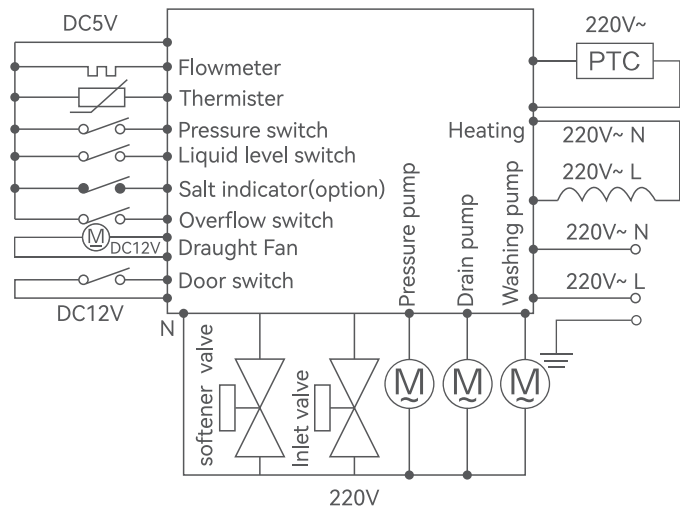 DC5V
Flowmeter
Thermister
Pressure switch
Liquid level switch
Salt indicator(option)
Overflow switch
M
DC12V
Draught Fan
Door switch
DC12V
N
Heating
Pressure pump
Drain pump
Washing pump
220V~
PTC
220V~ N
220V~ L
220V~ N
220V~ L
softener valve
Inlet valve
M
~
M
~
M
~
220V